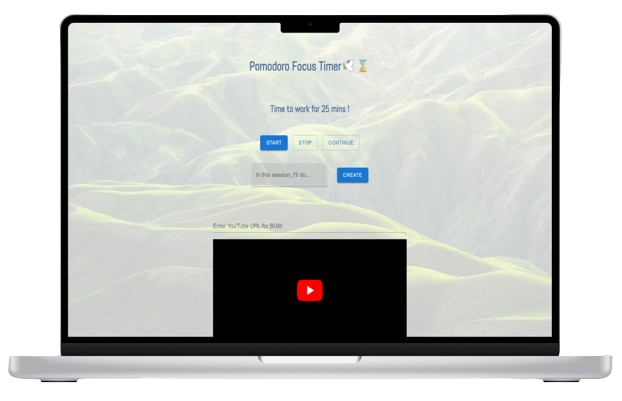 Pomodoro Focus Timer
Time to work for 25 mins !
START STOP CONTINUE
In this session, I'll do... CREATE
Enter YouTube URL for BGM